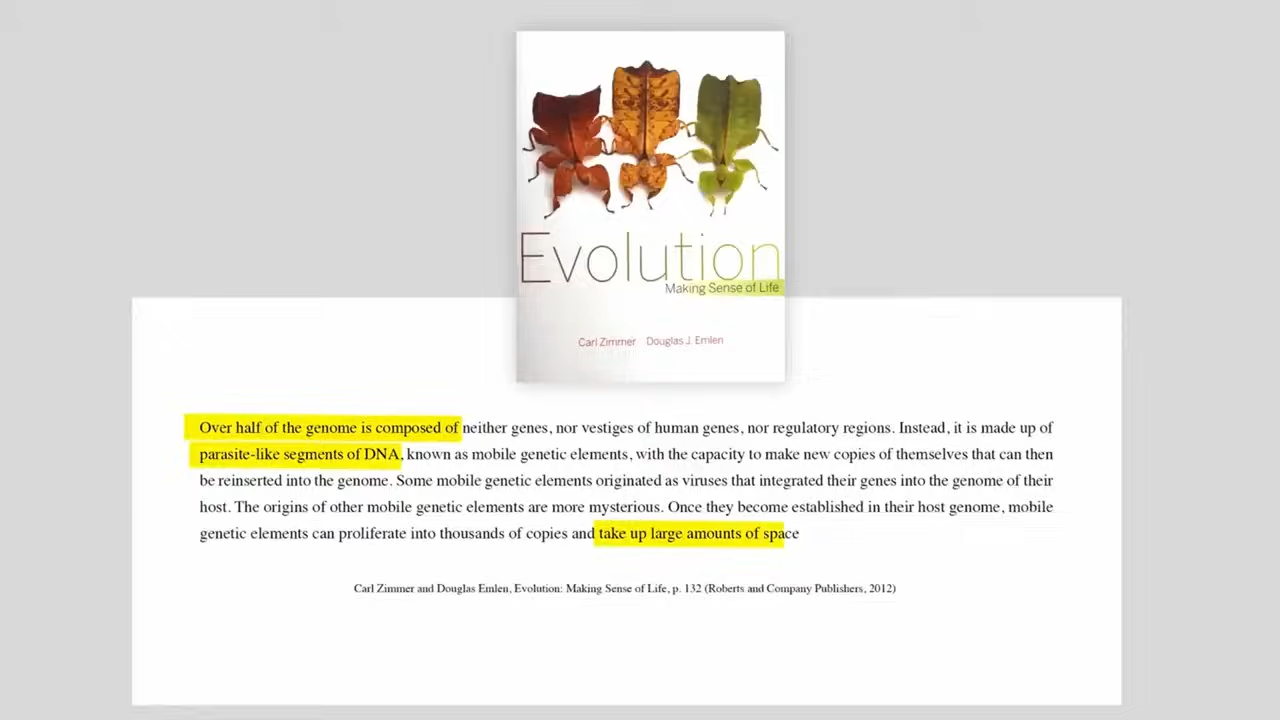 Evolution
Making Sense of Life
Carl Zimmer Douglas J. Emlen
Over half of the genome is composed of neither genes, nor vestiges of human genes, nor regulatory regions. Instead, it is made up of
parasite-like segments of DNA, known as mobile genetic elements, with the capacity to make new copies of themselves that can then
be reinserted into the genome. Some mobile genetic elements originated as viruses that integrated their genes into the genome of their
host. The origins of other mobile genetic elements are more mysterious. Once they become established in their host genome, mobile
genetic elements can proliferate into thousands of copies and take up large amounts of space
Carl Zimmer and Douglas Emlen, Evolution: Making Sense of Life, p. 132 (Roberts and Company Publishers, 2012)